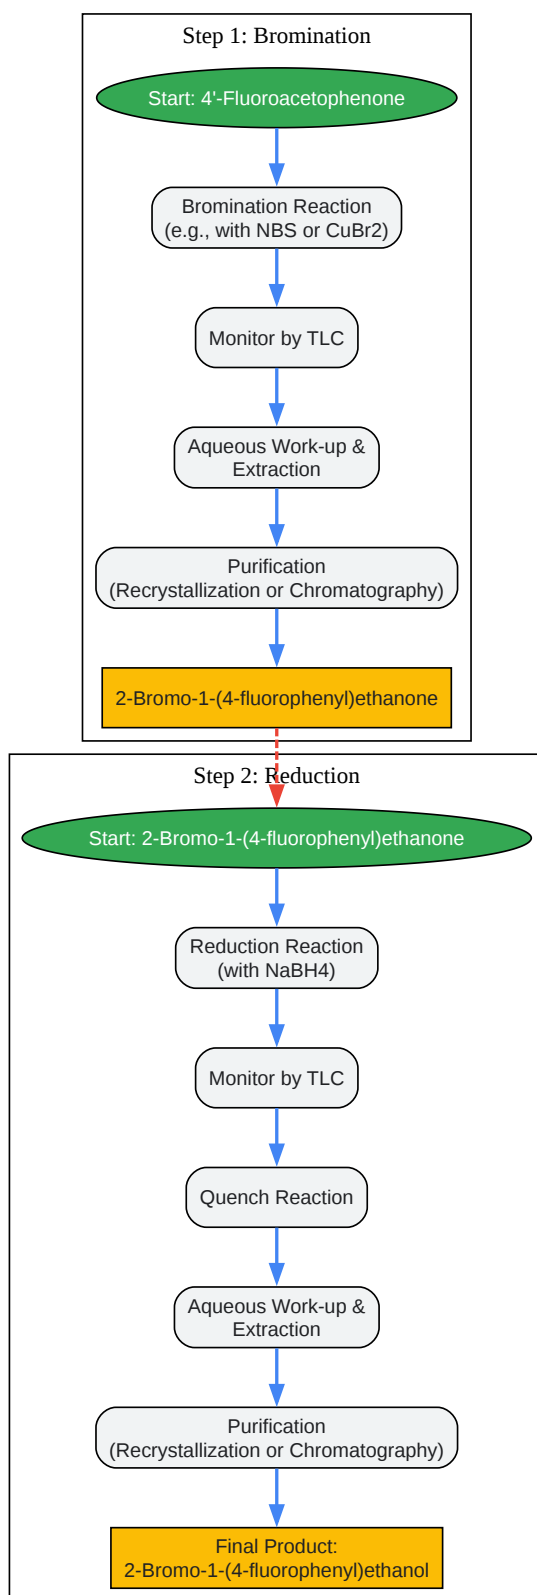 Step 1: Bromination
Start: 4'-Fluoroacetophenone
Bromination Reaction
(e.g., with NBS or CuBr2)
Monitor by TLC
Aqueous Work-up &
Extraction
Purification
(Recrystallization or Chromatography)
2-Bromo-1-(4-fluorophenyl)ethanone
Step 2: Reduction
Start: 2-Bromo-1-(4-fluorophenyl)ethanone
Reduction Reaction
(with NaBH4)
Monitor by TLC
Quench Reaction
Aqueous Work-up &
Extraction
Purification
(Recrystallization or Chromatography)
Final Product:
2-Bromo-1-(4-fluorophenyl)ethanol